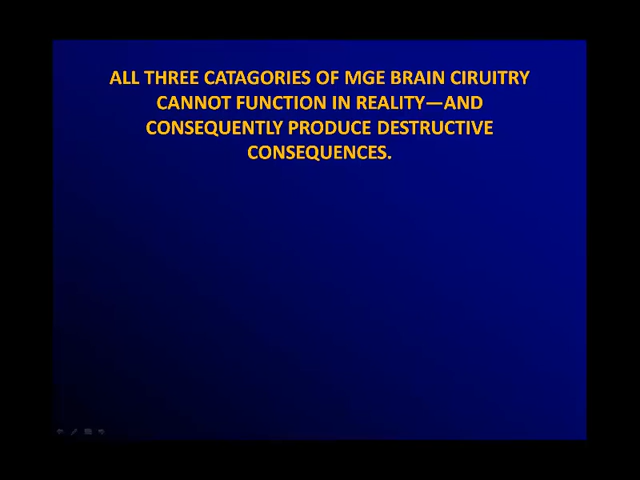 ALL THREE CATAGORIES OF MGE BRAIN CIRUITRY
CANNOT FUNCTION IN REALITY—AND
CONSEQUENTLY PRODUCE DESTRUCTIVE
CONSEQUENCES.